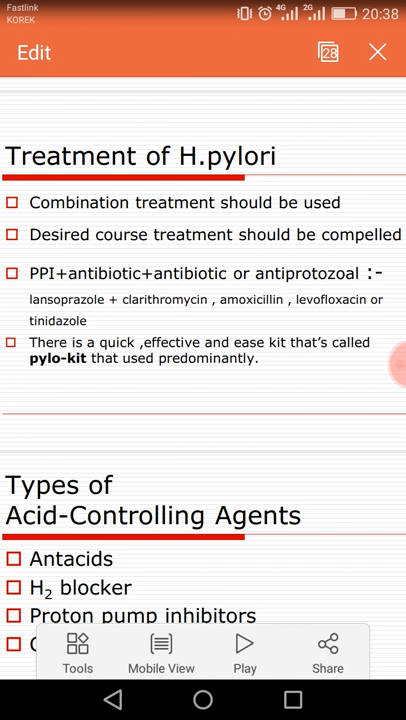 Fastlink
KOREK
4G
2G
20:38
Edit
28
Treatment of H.pylori
Combination treatment should be used
Desired course treatment should be compelled
PPI+antibiotic+antibiotic or antiprotozoal :-
lansoprazole + clarithromycin , amoxicillin , levofloxacin or
tinidazole
There is a quick ,effective and ease kit that's called
pylo-kit that used predominantly.
Types of
Acid-Controlling Agents
Antacids
H₂ blocker
Proton pump inhibitors
Tools
Mobile View
Play
Share